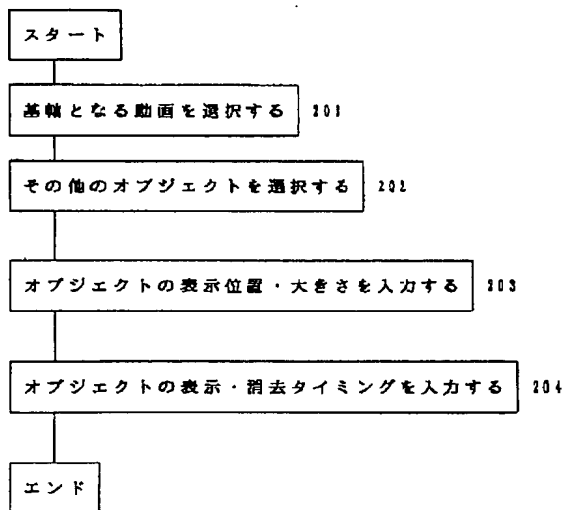 スタート
基軸となる動画を選択する 201
その他のオブジェクトを選択する 202
オブジェクトの表示位置・大きさを入力する 203
オブジェクトの表示・消去タイミングを入力する 204
エンド